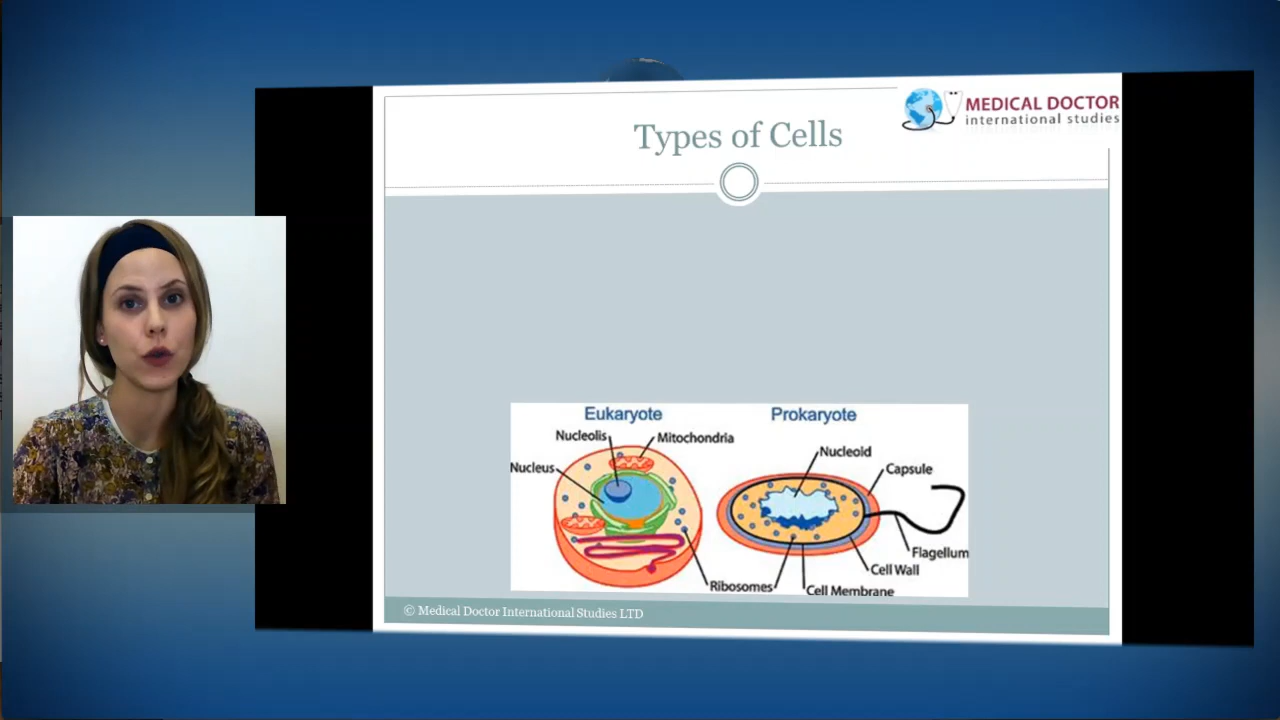 MEDICAL DOCTOR
international studies
Types of Cells
Eukaryote
Prokaryote
Nucleolis
Mitochondria
Nucleoid
Nucleus
Capsule
Flagellum
Cell Wall
Ribosomes
Cell Membrane
© Medical Doctor International Studies LTD